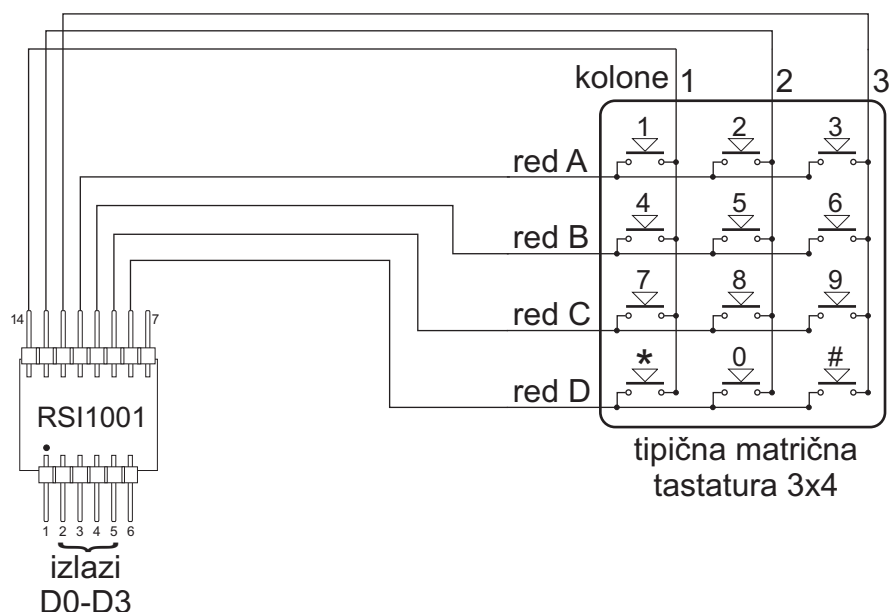 kolone 1 2 3
1 2 3
red A
4 5 6
red B
7 8 9
red C
14 7
* 0 #
red D
RSI1001
tipična matrična
tastatura 3x4
1 2 3 4 5 6
izlazi
D0-D3